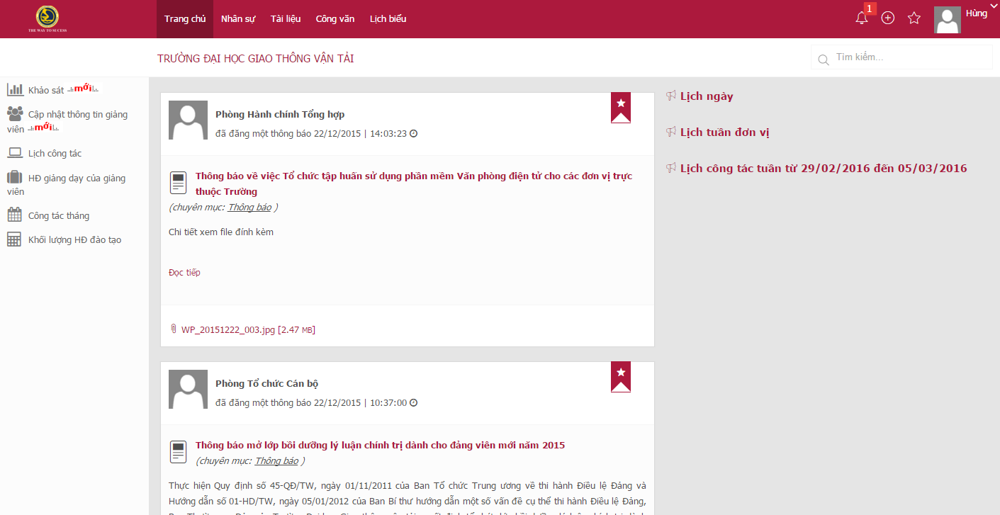 THE WAY TO SUCESS
Trang chủ
Nhân sự
Tài liệu
Công văn
Lịch biểu
1
Hùng
TRƯỜNG ĐẠI HỌC GIAO THÔNG VẬN TẢI
Tìm kiếm...
Khảo sát mới
Cập nhật thông tin giảng
viên mới
Lịch công tác
HĐ giảng dạy của giảng
viên
Công tác tháng
Khối lượng HĐ đào tạo
Phòng Hành chính Tổng hợp
đã đăng một thông báo 22/12/2015 | 14:03:23
Thông báo về việc Tổ chức tập huấn sử dụng phần mềm Văn phòng điện tử cho các đơn vị trực
thuộc Trường
(chuyên mục: Thông báo )
Chi tiết xem file đính kèm
Đọc tiếp
WP_20151222_003.jpg [2.47 MB]
Phòng Tổ chức Cán bộ
đã đăng một thông báo 22/12/2015 | 10:37:00
Thông báo mở lớp bồi dưỡng lý luận chính trị dành cho đảng viên mới năm 2015
(chuyên mục: Thông báo )
Thực hiện Quy định số 45-QĐ/TW, ngày 01/11/2011 của Ban Tổ chức Trung ương về thi hành Điều lệ Đảng và
Hướng dẫn số 01-HD/TW, ngày 05/01/2012 của Ban Bí thư hướng dẫn một số vấn đề cụ thể thi hành Điều lệ Đảng,
Lịch ngày
Lịch tuần đơn vị
Lịch công tác tuần từ 29/02/2016 đến 05/03/2016